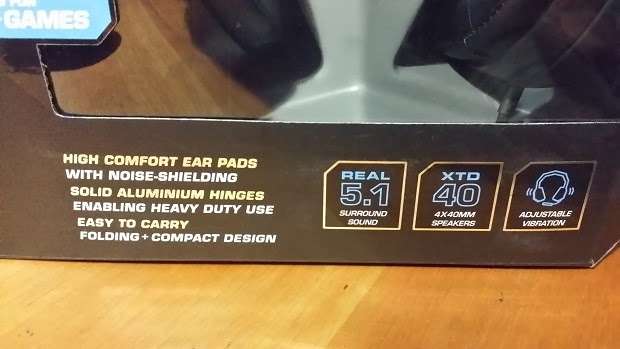 -GAMES
HIGH COMFORT EAR PADS
WITH NOISE-SHIELDING
SOLID ALUMINIUM HINGES
ENABLING HEAVY DUTY USE
EASY TO CARRY
FOLDING+COMPACT DESIGN
REAL
5.1
SURROUND
SOUND
XTD
40
4X40MM
SPEAKERS
ADJUSTABLE
VIBRATION